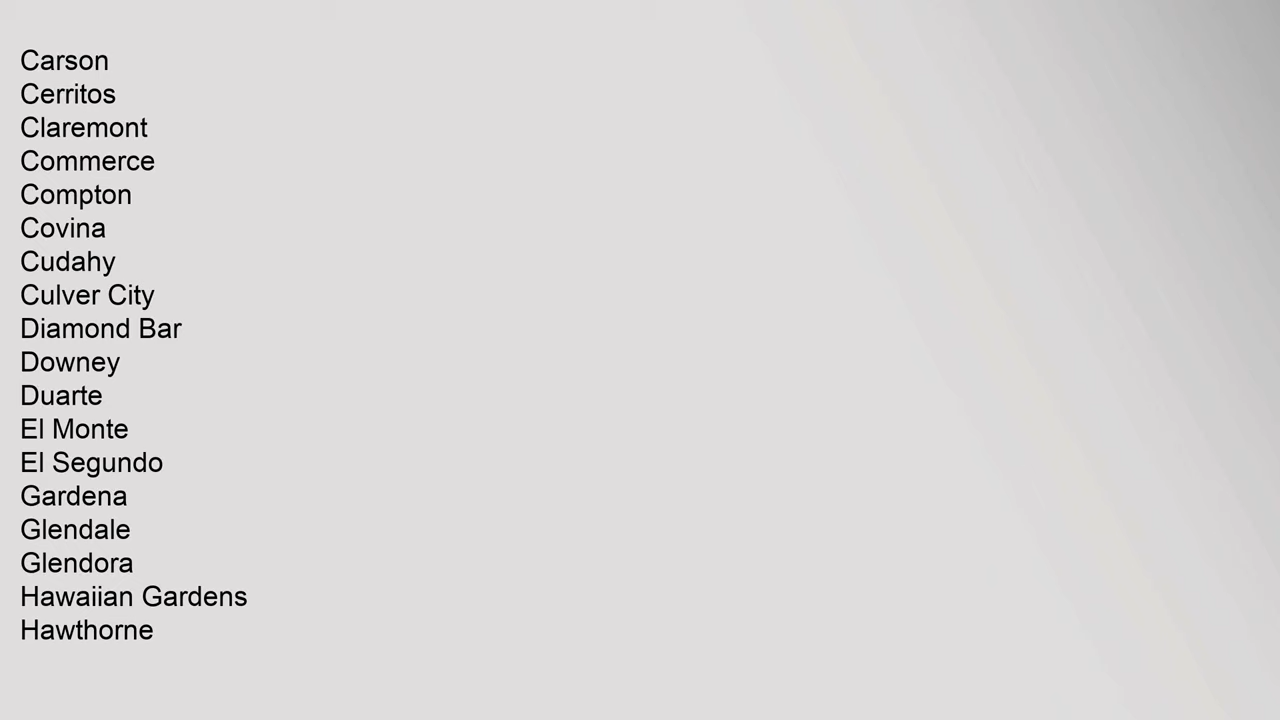 Carson
Cerritos
Claremont
Commerce
Compton
Covina
Cudahy
Culver City
Diamond Bar
Downey
Duarte
El Monte
El Segundo
Gardena
Glendale
Glendora
Hawaiian Gardens
Hawthorne